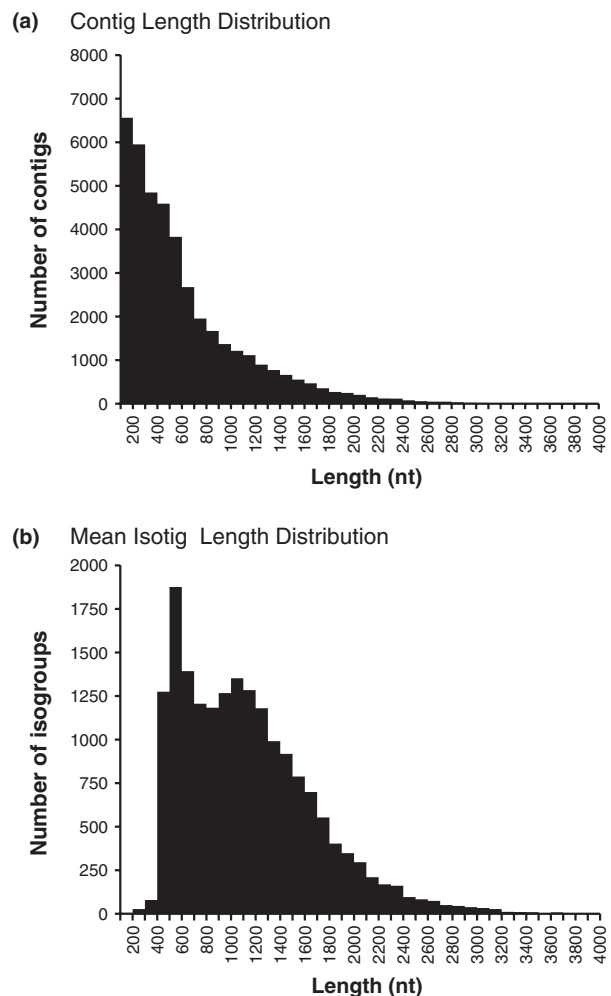 (a) Contig Length Distribution
8000
7000
6000
5000
4000
3000
2000
1000
0
Number of contigs
200 400 600 800 1000 1200 1400 1600 1800 2000 2200 2400 2600 2800 3000 3200 3400 3600 3800 4000
Length (nt)
(b) Mean Isotig Length Distribution
2000
1750
1500
1250
1000
750
500
250
0
Number of isogroups
200 400 600 800 1000 1200 1400 1600 1800 2000 2200 2400 2600 2800 3000 3200 3400 3600 3800 4000
Length (nt)